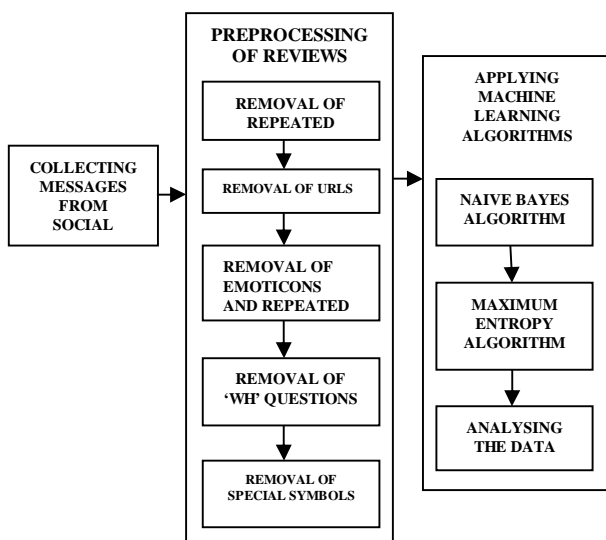 COLLECTING
MESSAGES
FROM
SOCIAL
PREPROCESSING
OF REVIEWS
REMOVAL OF
REPEATED
REMOVAL OF URLS
REMOVAL OF
EMOTICONS
AND REPEATED
REMOVAL OF
‘WH’ QUESTIONS
REMOVAL OF
SPECIAL SYMBOLS
APPLYING
MACHINE
LEARNING
ALGORITHMS
NAIVE BAYES
ALGORITHM
MAXIMUM
ENTROPY
ALGORITHM
ANALYSING
THE DATA